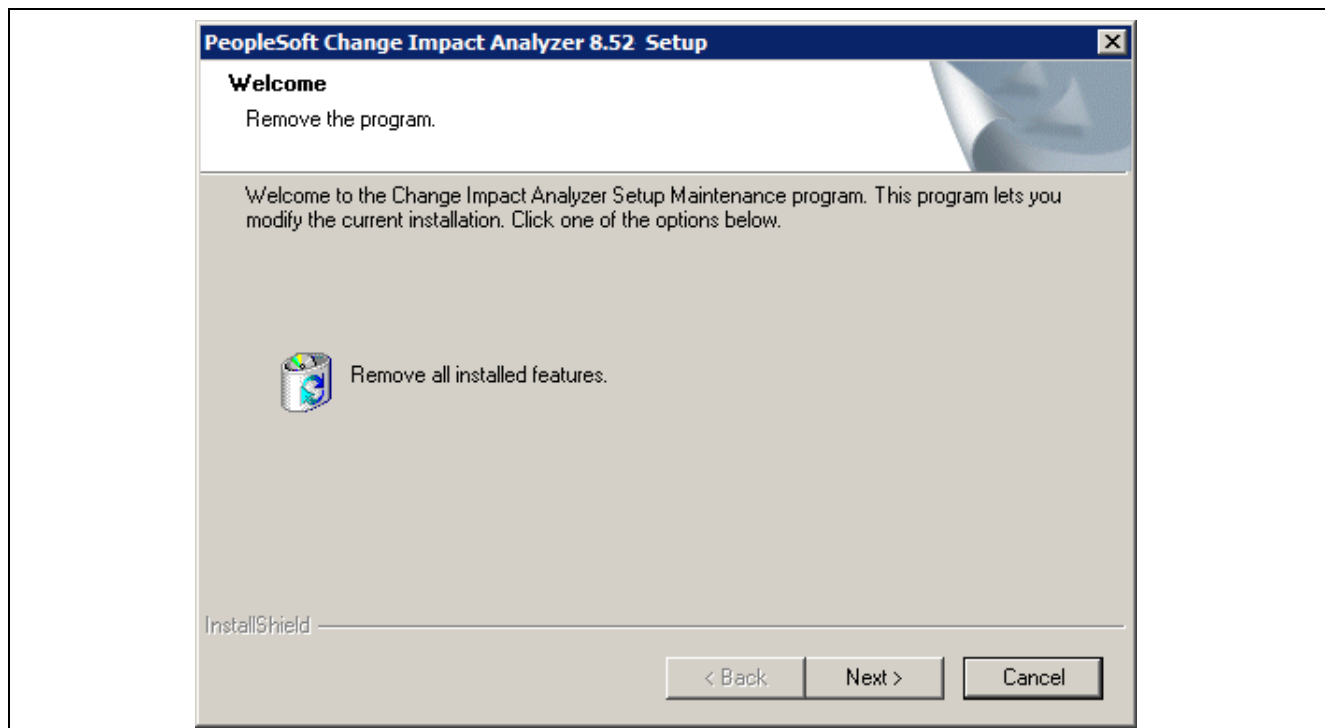 PeopleSoft Change Impact Analyzer 8.52 Setup
Welcome
Remove the program.
Welcome to the Change Impact Analyzer Setup Maintenance program. This program lets you
modify the current installation. Click one of the options below.
Remove all installed features.
InstallShield
< Back
Next >
Cancel